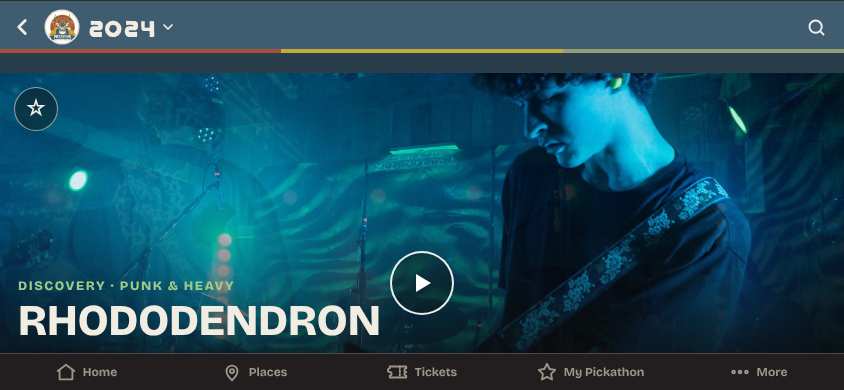 2024
DISCOVERY • PUNK & HEAVY
RHODODENDRON
Home
Places
Tickets
My Pickathon
More